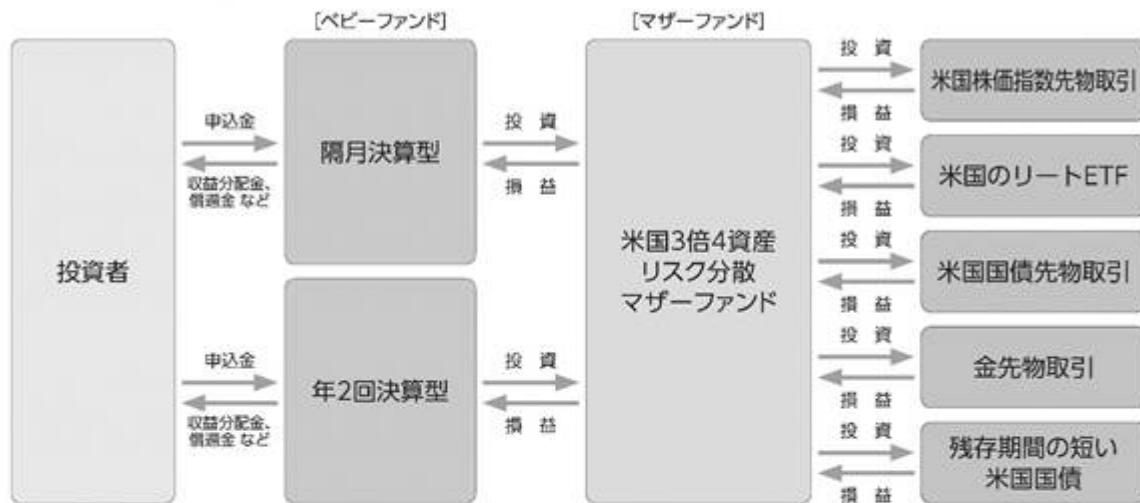 [ベビーファンド]
[マザーファンド]
投資者
申込金
収益分配金、
償還金 など
隔月決算型
投 資
損 益
申込金
収益分配金、
償還金 など
年2回決算型
投 資
損 益
米国3倍4資産
リスク分散
マザーファンド
投 資
損 益
米国株価指数先物取引
投 資
損 益
米国のリートETF
投 資
損 益
米国国債先物取引
投 資
損 益
金先物取引
投 資
損 益
残存期間の短い
米国国債